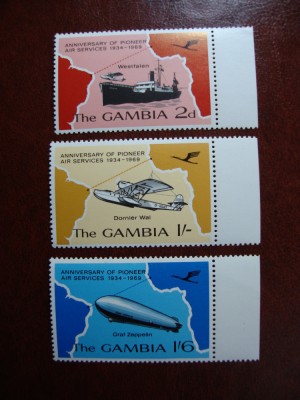 ANNIVERSARY OF PIONEER
AIR SERVICES 1934-1969
Westfalen
The GAMBIA 2d
ANNIVERSARY OF PIONEER
AIR SERVICES 1934-1969
Dornier Wal
The GAMBIA 1/-
ANNIVERSARY OF PIONEER
AIR SERVICES 1934-1969
Graf Zeppelin
The GAMBIA 1/6